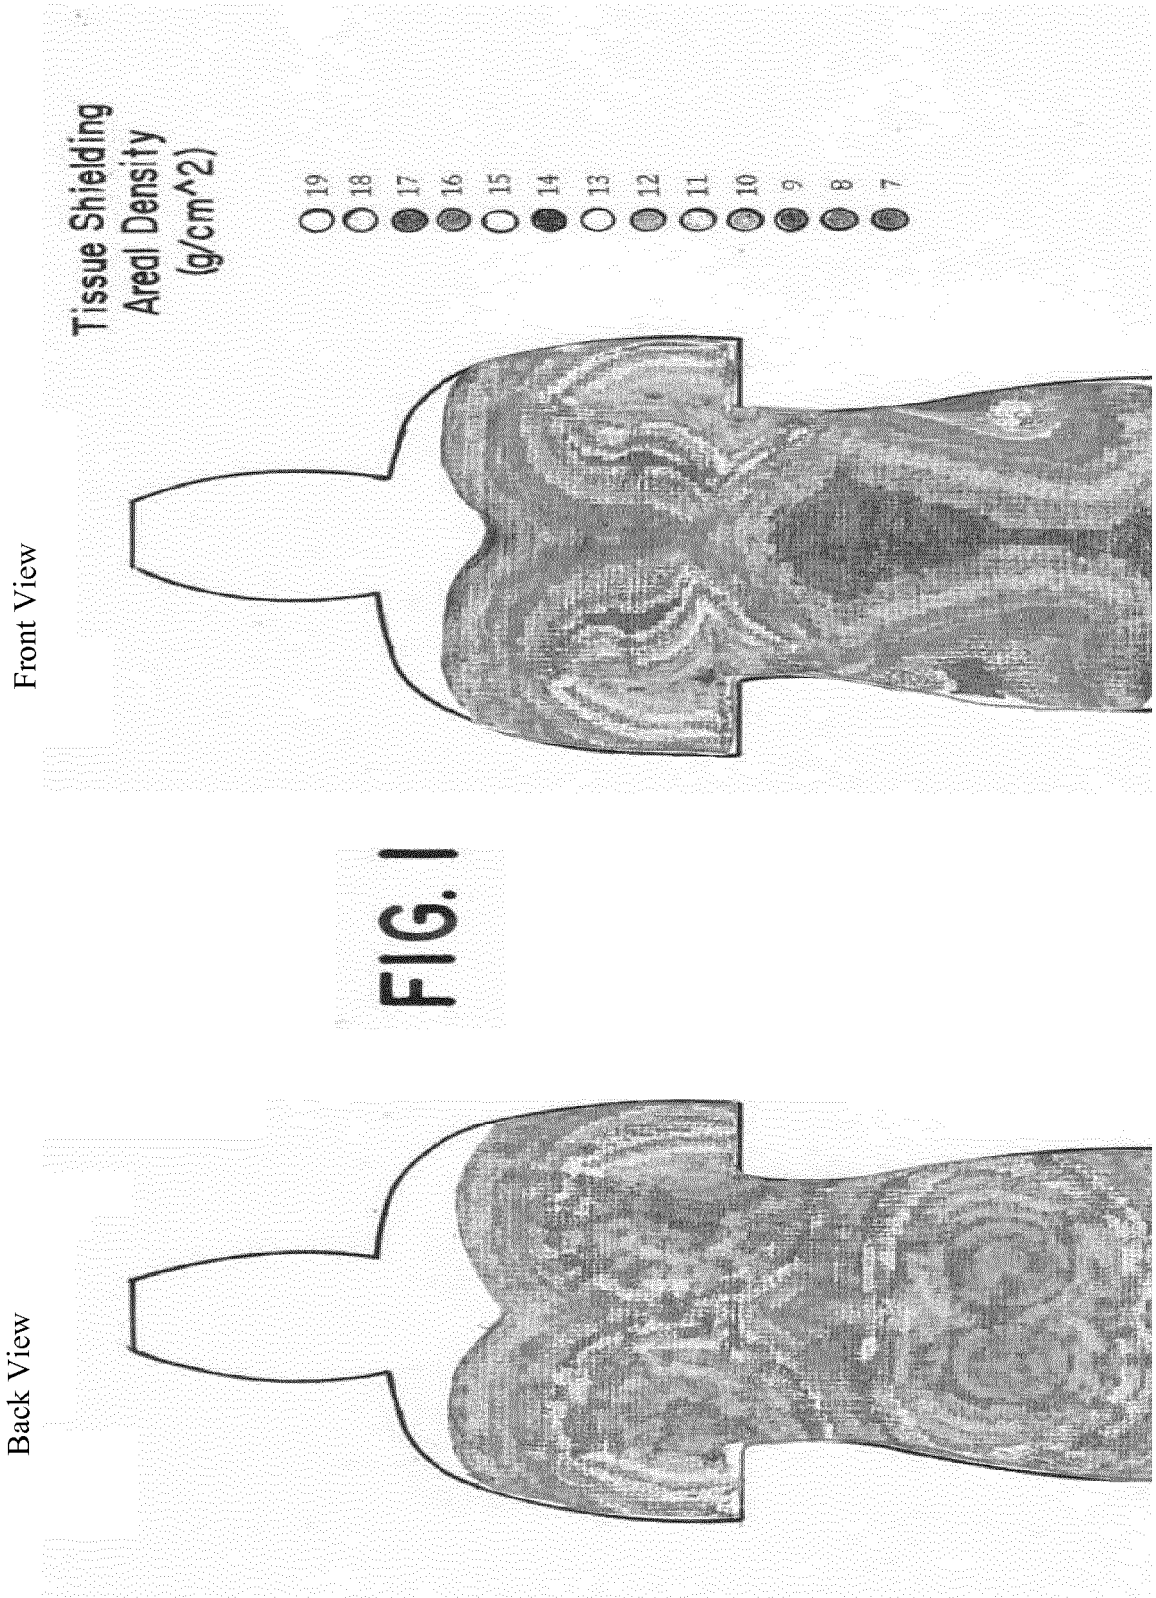 Back View
Front View
Tissue Shielding
Areal Density
(g/cm^2)
19
18
17
16
15
14
13
12
11
10
9
8
7
FIG. 1